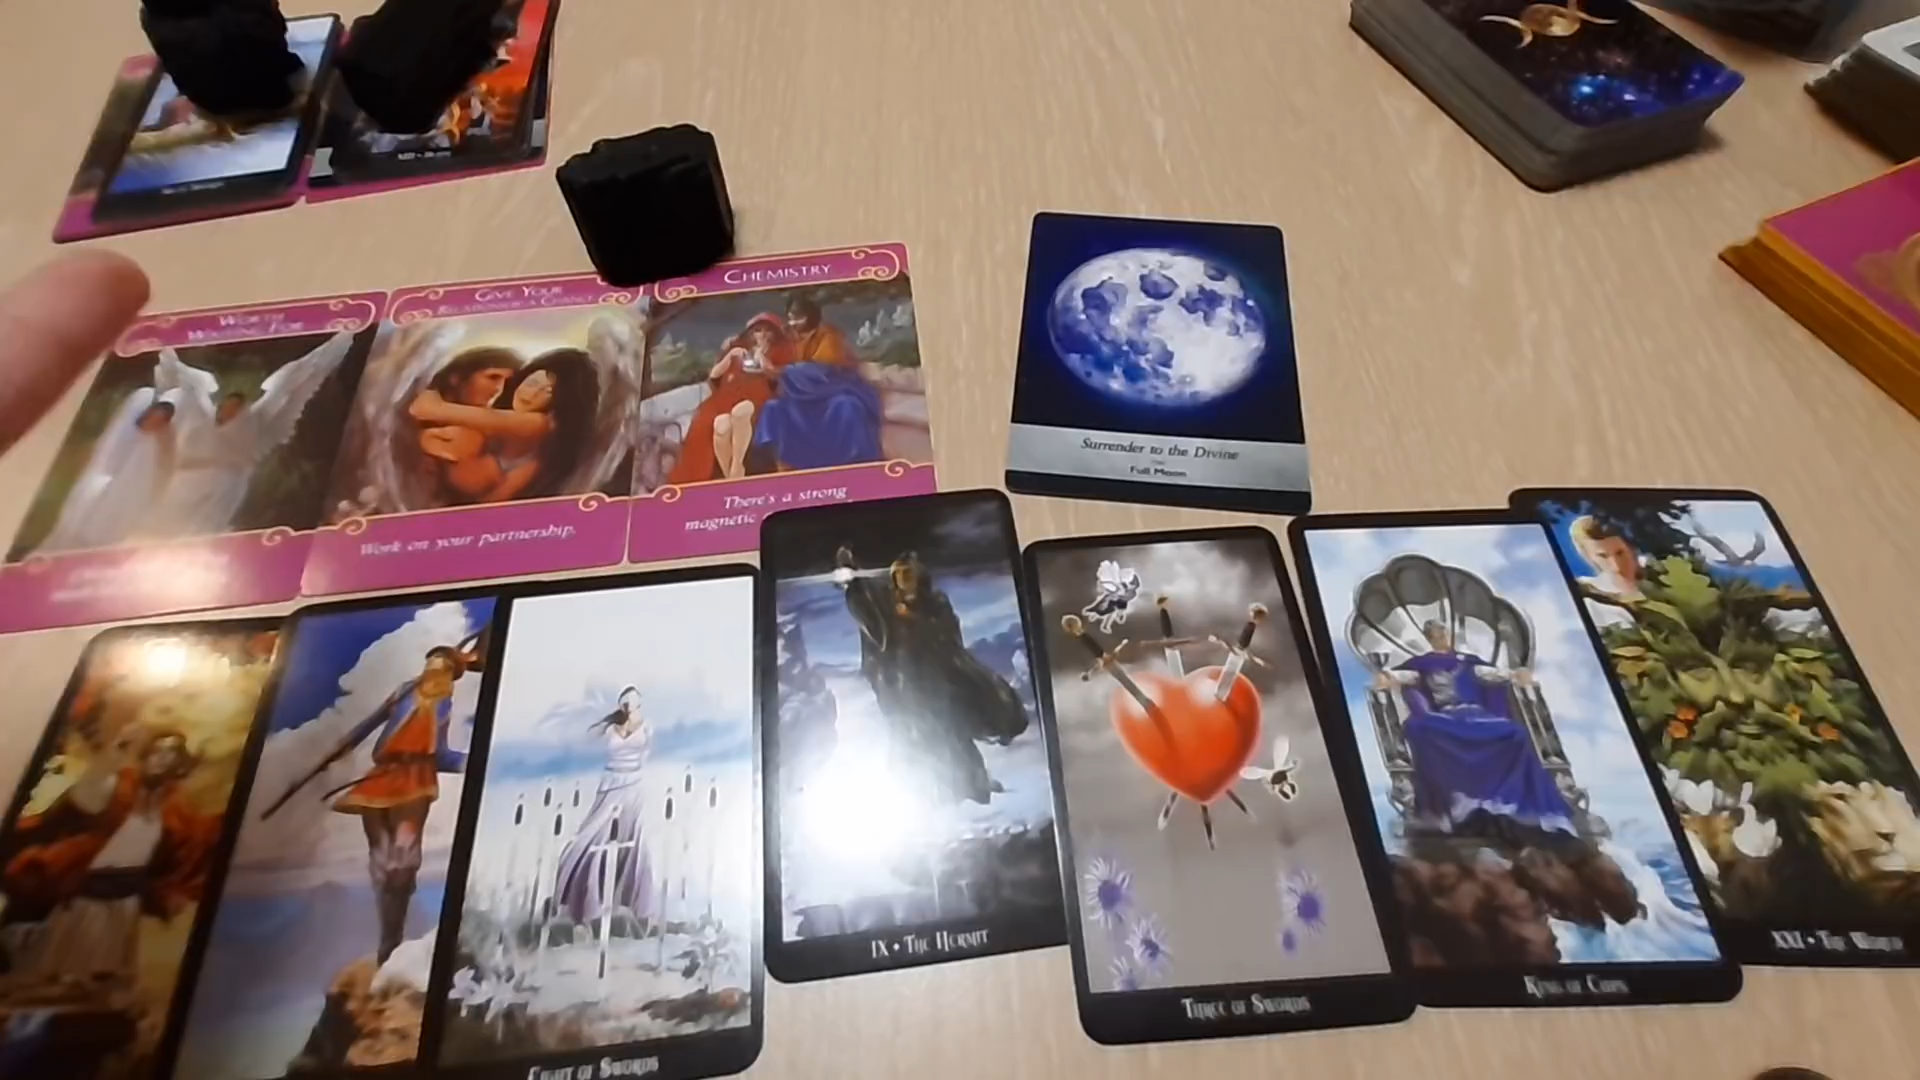 WORTH
WAITING FOR
GIVE YOUR
RELATIONSHIP A CHANCE
CHEMISTRY
Work on your partnership.
There's a strong
magnetic
Surrender to the Divine
Full Moon
EIGHT OF SWORDS
IX • THE HERMIT
THREE OF SWORDS
KING OF CUPS
XXI • THE WORLD